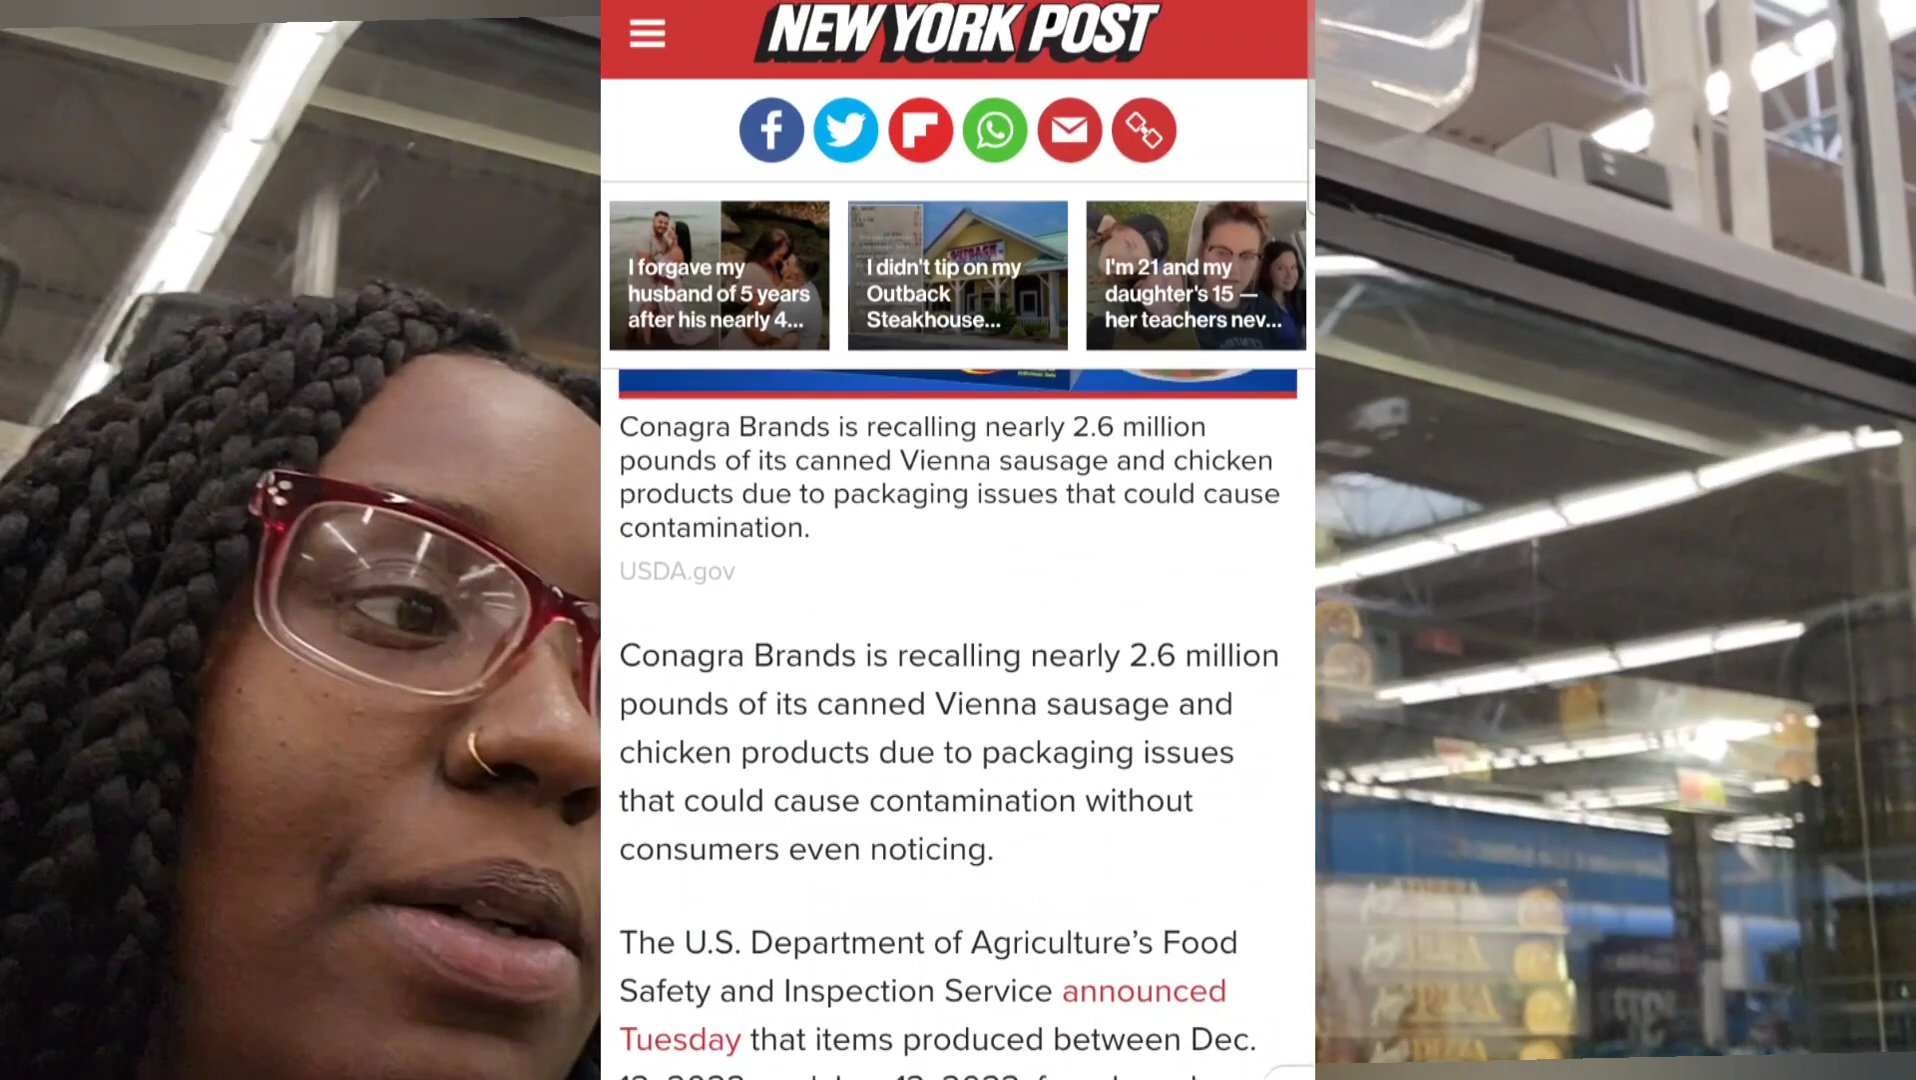 NEW YORK POST
I forgave my
husband of 5 years
after his nearly 4...
I didn't tip on my
Outback
Steakhouse...
I'm 21 and my
daughter's 15 —
her teachers nev...
OUTBACK
Conagra Brands is recalling nearly 2.6 million
pounds of its canned Vienna sausage and chicken
products due to packaging issues that could cause
contamination.
USDA.gov
Conagra Brands is recalling nearly 2.6 million
pounds of its canned Vienna sausage and
chicken products due to packaging issues
that could cause contamination without
consumers even noticing.
The U.S. Department of Agriculture's Food
Safety and Inspection Service announced
Tuesday that items produced between Dec.